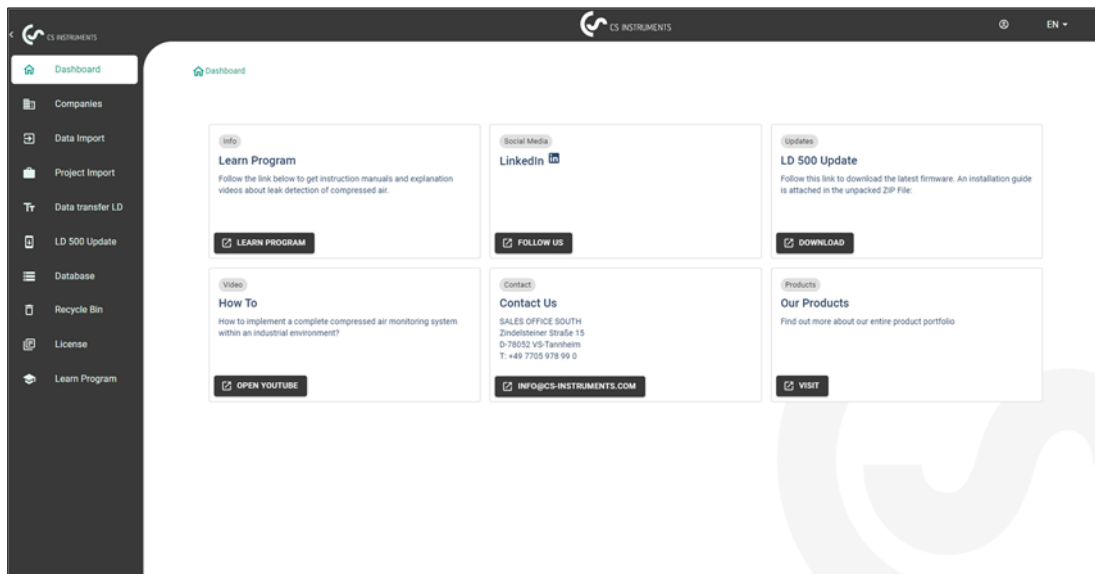 CS INSTRUMENTS
CS INSTRUMENTS
EN
Dashboard
Companies
Data Import
Project Import
Data transfer LD
LD 500 Update
Database
Recycle Bin
License
Learn Program
Dashboard
Info
Learn Program
Follow the link below to get instruction manuals and explanation
videos about leak detection of compressed air.
LEARN PROGRAM
Social Media
LinkedIn in
FOLLOW US
Updates
LD 500 Update
Follow this link to download the latest firmware. An installation guide
is attached in the unpacked ZIP File:
DOWNLOAD
Video
How To
How to implement a complete compressed air monitoring system
within an industrial environment?
OPEN YOUTUBE
Contact
Contact Us
SALES OFFICE SOUTH
Zindelsteiner Straße 15
D-78052 VS-Tannheim
T: +49 7705 978 99 0
INFO@CS-INSTRUMENTS.COM
Products
Our Products
Find out more about our entire product portfolio
VISIT